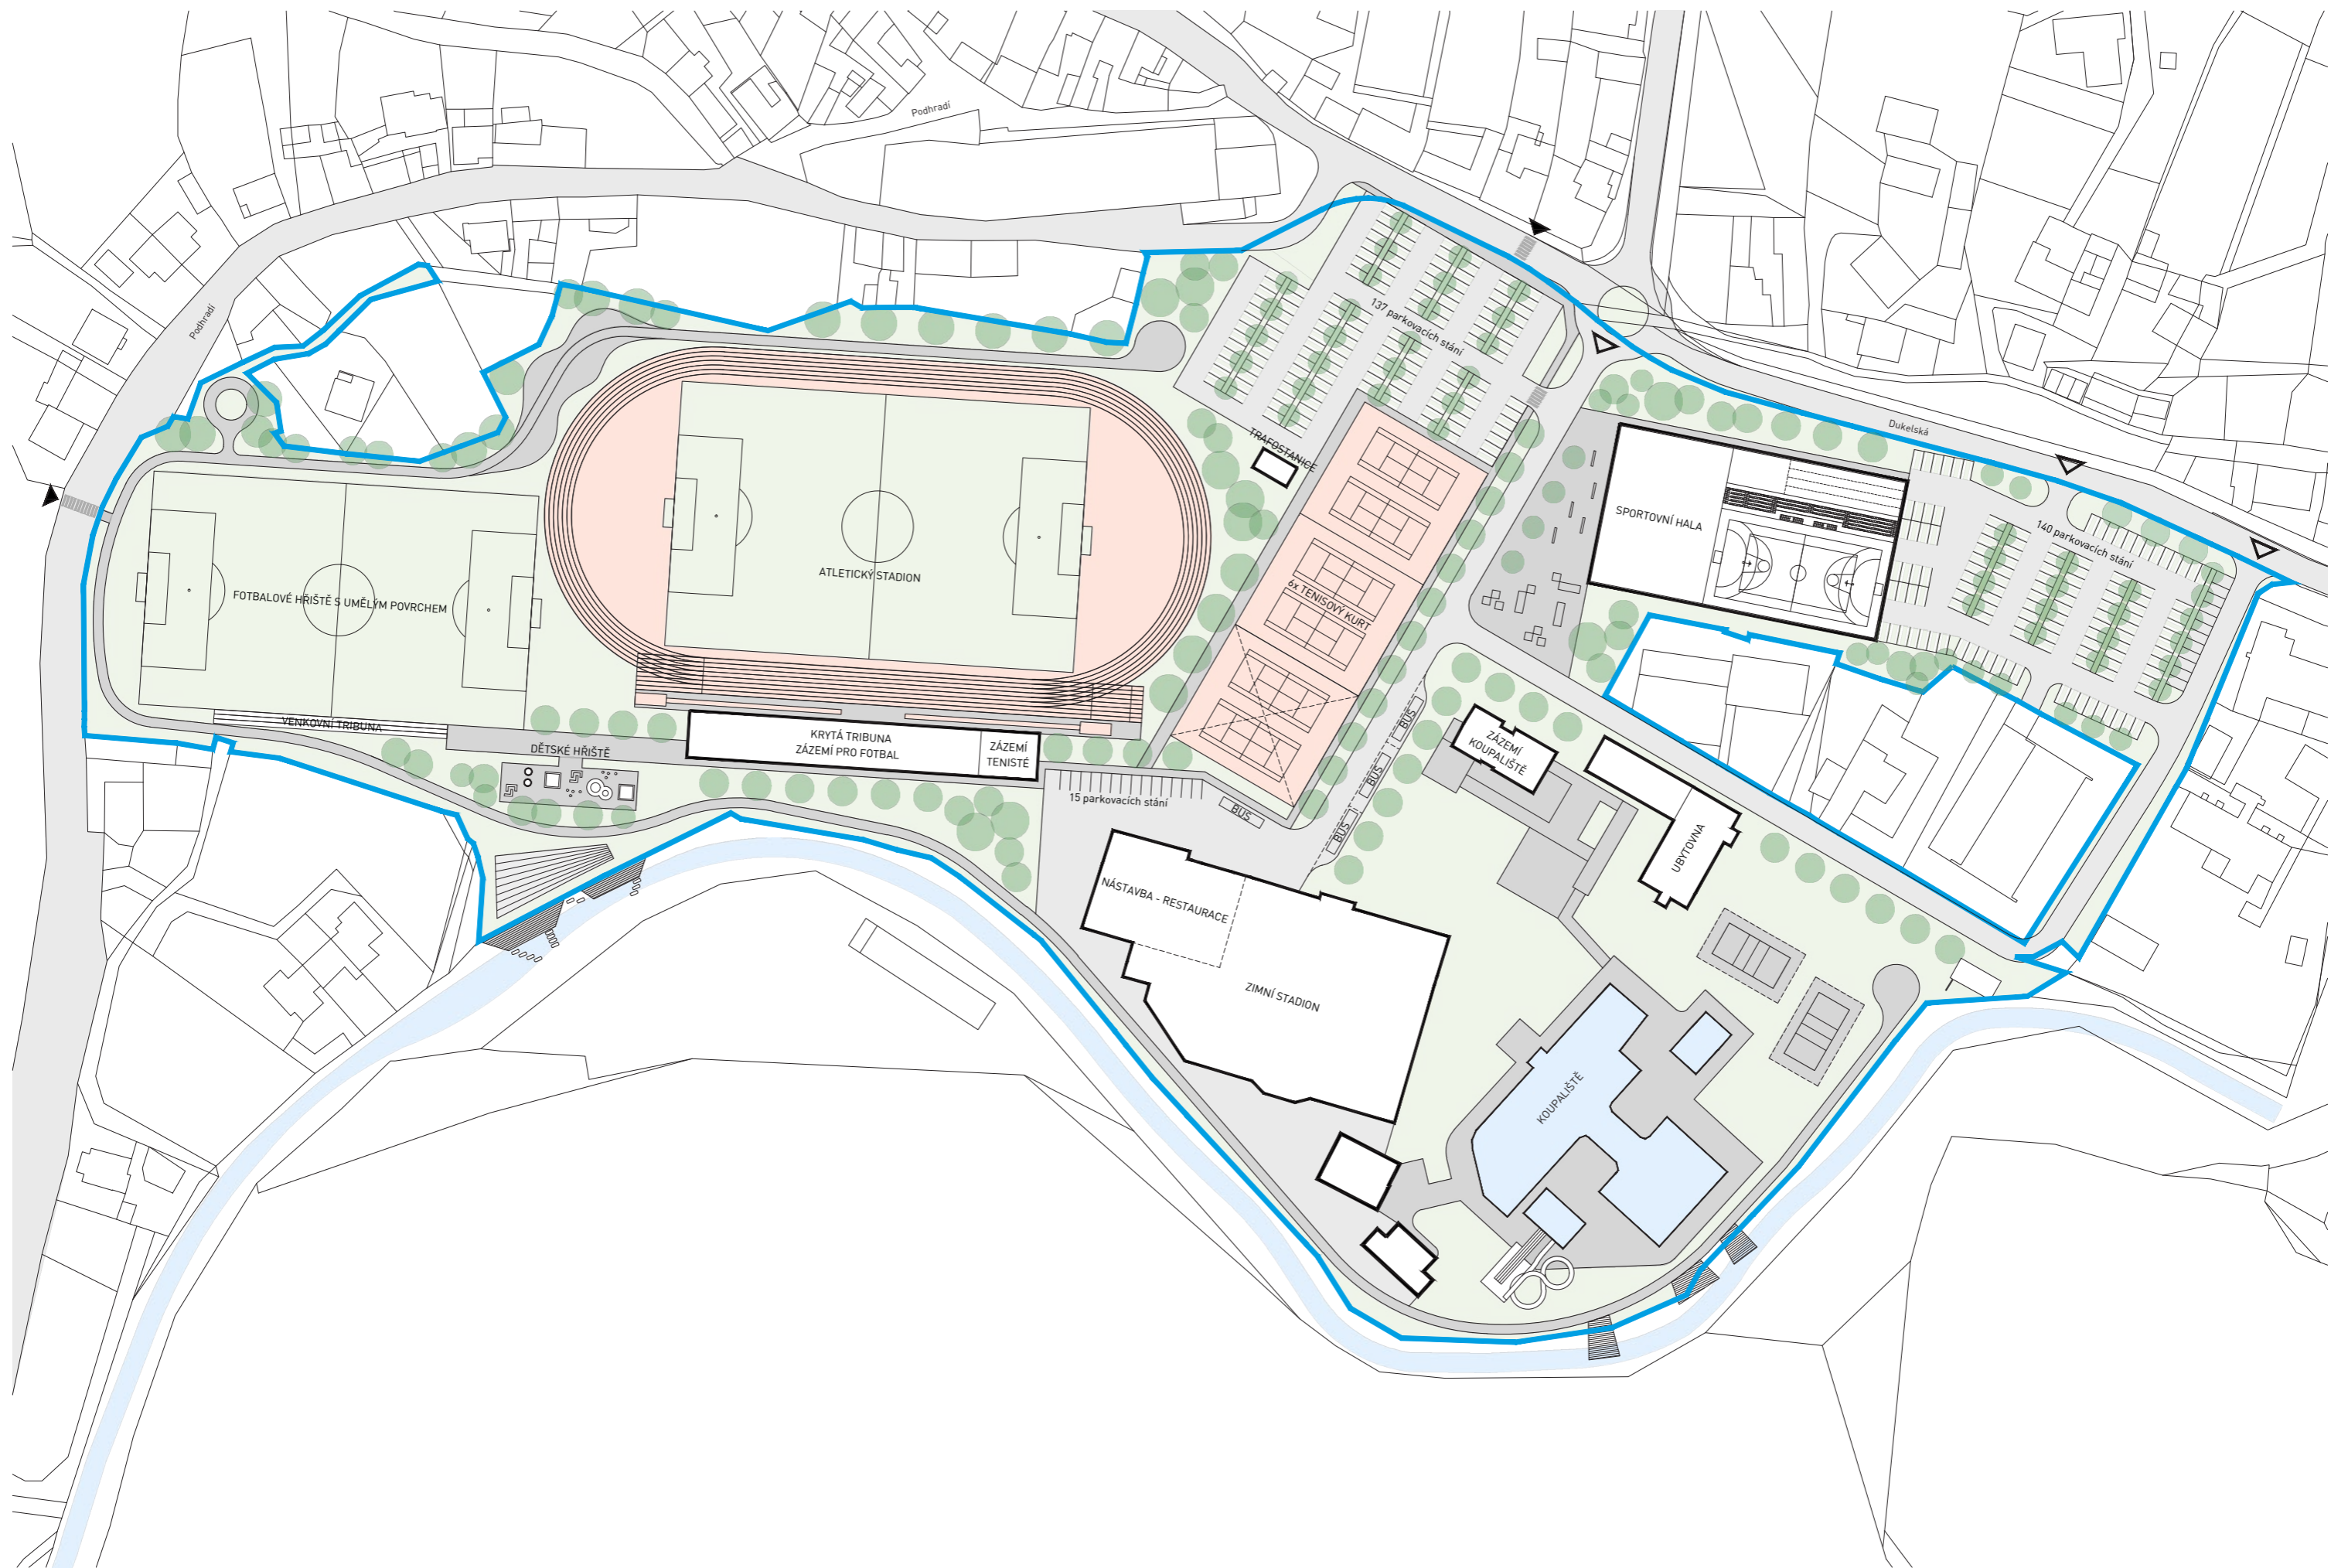 Podhradí
Podhradí
137 parkovacích stání
Dukelská
TRAFOSTANICE
SPORTOVNÍ HALA
140 parkovacích stání
ATLETICKÝ STADION
FOTBALOVÉ HŘIŠTĚ S UMĚLÝM POVRCHEM
6x TENISOVÝ KURT
VENKOVNÍ TRIBUNA
DĚTSKÉ HŘIŠTĚ
KRYTÁ TRIBUNA
ZÁZEMÍ PRO FOTBAL
ZÁZEMÍ
TENISTÉ
BUS
BUS
BUS
BUS
ZÁZEMÍ
KOUPALIŠTĚ
15 parkovacích stání
UBYTOVNA
NÁSTAVBA - RESTAURACE
ZIMNÍ STADION
KOUPALIŠTĚ